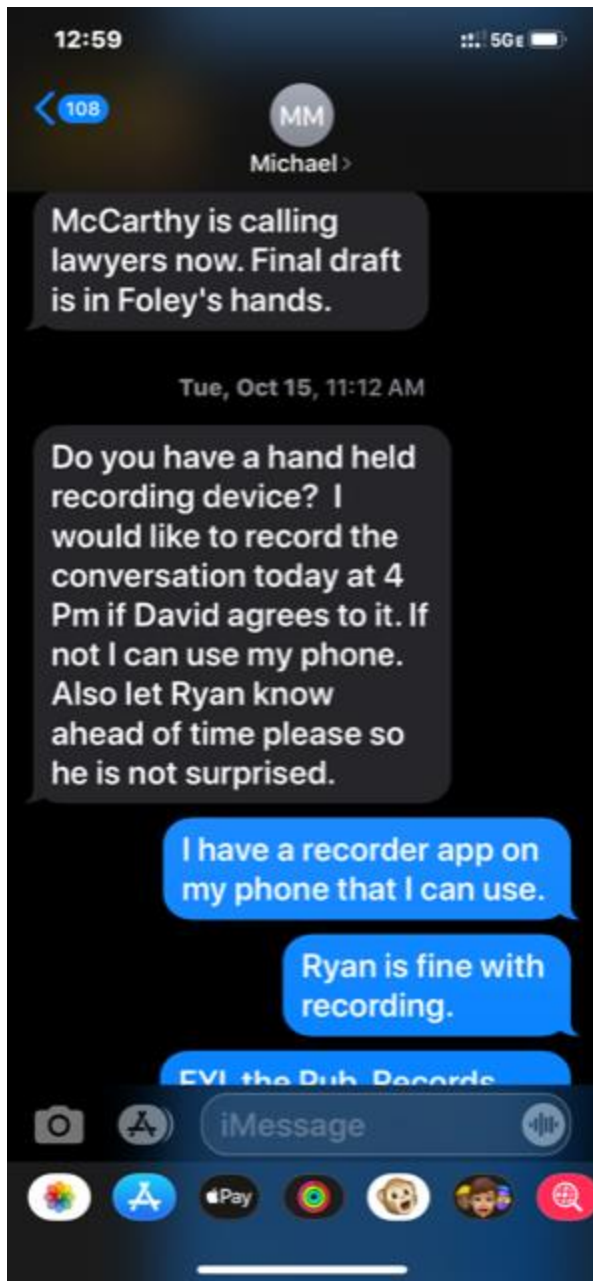 12:59
5GE
108
MM
Michael >
McCarthy is calling
lawyers now. Final draft
is in Foley's hands.
Tue, Oct 15, 11:12 AM
Do you have a hand held
recording device? I
would like to record the
conversation today at 4
Pm if David agrees to it. If
not I can use my phone.
Also let Ryan know
ahead of time please so
he is not surprised.
I have a recorder app on
my phone that I can use.
Ryan is fine with
recording.
FYI, the Pub. Records
iMessage
Pay